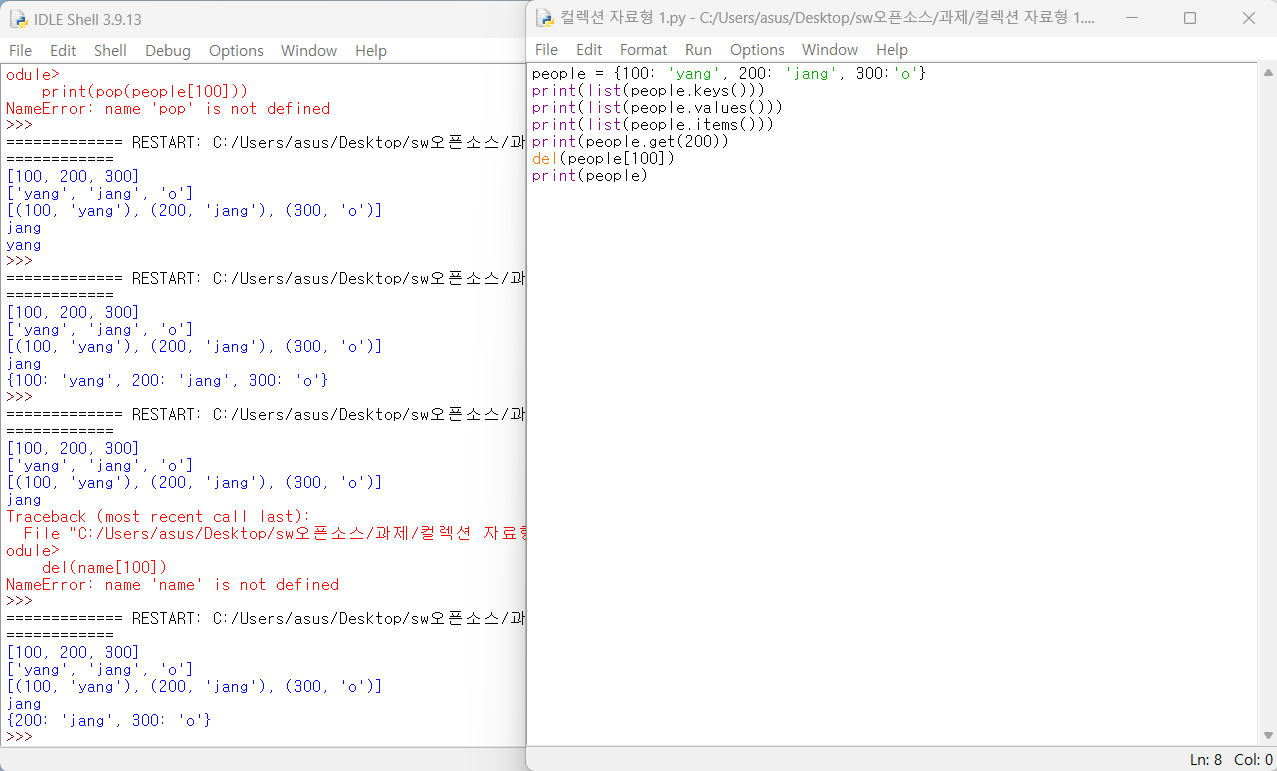 IDLE Shell 3.9.13
File Edit Shell Debug Options Window Help
odule>
    print(pop(people[100]))
NameError: name 'pop' is not defined
>>>
============= RESTART: C:/Users/asus/Desktop/sw오픈소스/과
============
[100, 200, 300]
['yang', 'jang', 'o']
[(100, 'yang'), (200, 'jang'), (300, 'o')]
jang
yang
>>>
============= RESTART: C:/Users/asus/Desktop/sw오픈소스/과
============
[100, 200, 300]
['yang', 'jang', 'o']
[(100, 'yang'), (200, 'jang'), (300, 'o')]
jang
{100: 'yang', 200: 'jang', 300: 'o'}
>>>
============= RESTART: C:/Users/asus/Desktop/sw오픈소스/과
============
[100, 200, 300]
['yang', 'jang', 'o']
[(100, 'yang'), (200, 'jang'), (300, 'o')]
jang
Traceback (most recent call last):
  File "C:/Users/asus/Desktop/sw오픈소스/과제/컬렉션 자료형
odule>
    del(name[100])
NameError: name 'name' is not defined
>>>
============= RESTART: C:/Users/asus/Desktop/sw오픈소스/과
============
[100, 200, 300]
['yang', 'jang', 'o']
[(100, 'yang'), (200, 'jang'), (300, 'o')]
jang
{200: 'jang', 300: 'o'}
>>>
컬렉션 자료형 1.py - C:/Users/asus/Desktop/sw오픈소스/과제/컬렉션 자료형 1....
File Edit Format Run Options Window Help
people = {100: 'yang', 200: 'jang', 300:'o'}
print(list(people.keys()))
print(list(people.values()))
print(list(people.items()))
print(people.get(200))
del(people[100])
print(people)
Ln: 8 Col: 0